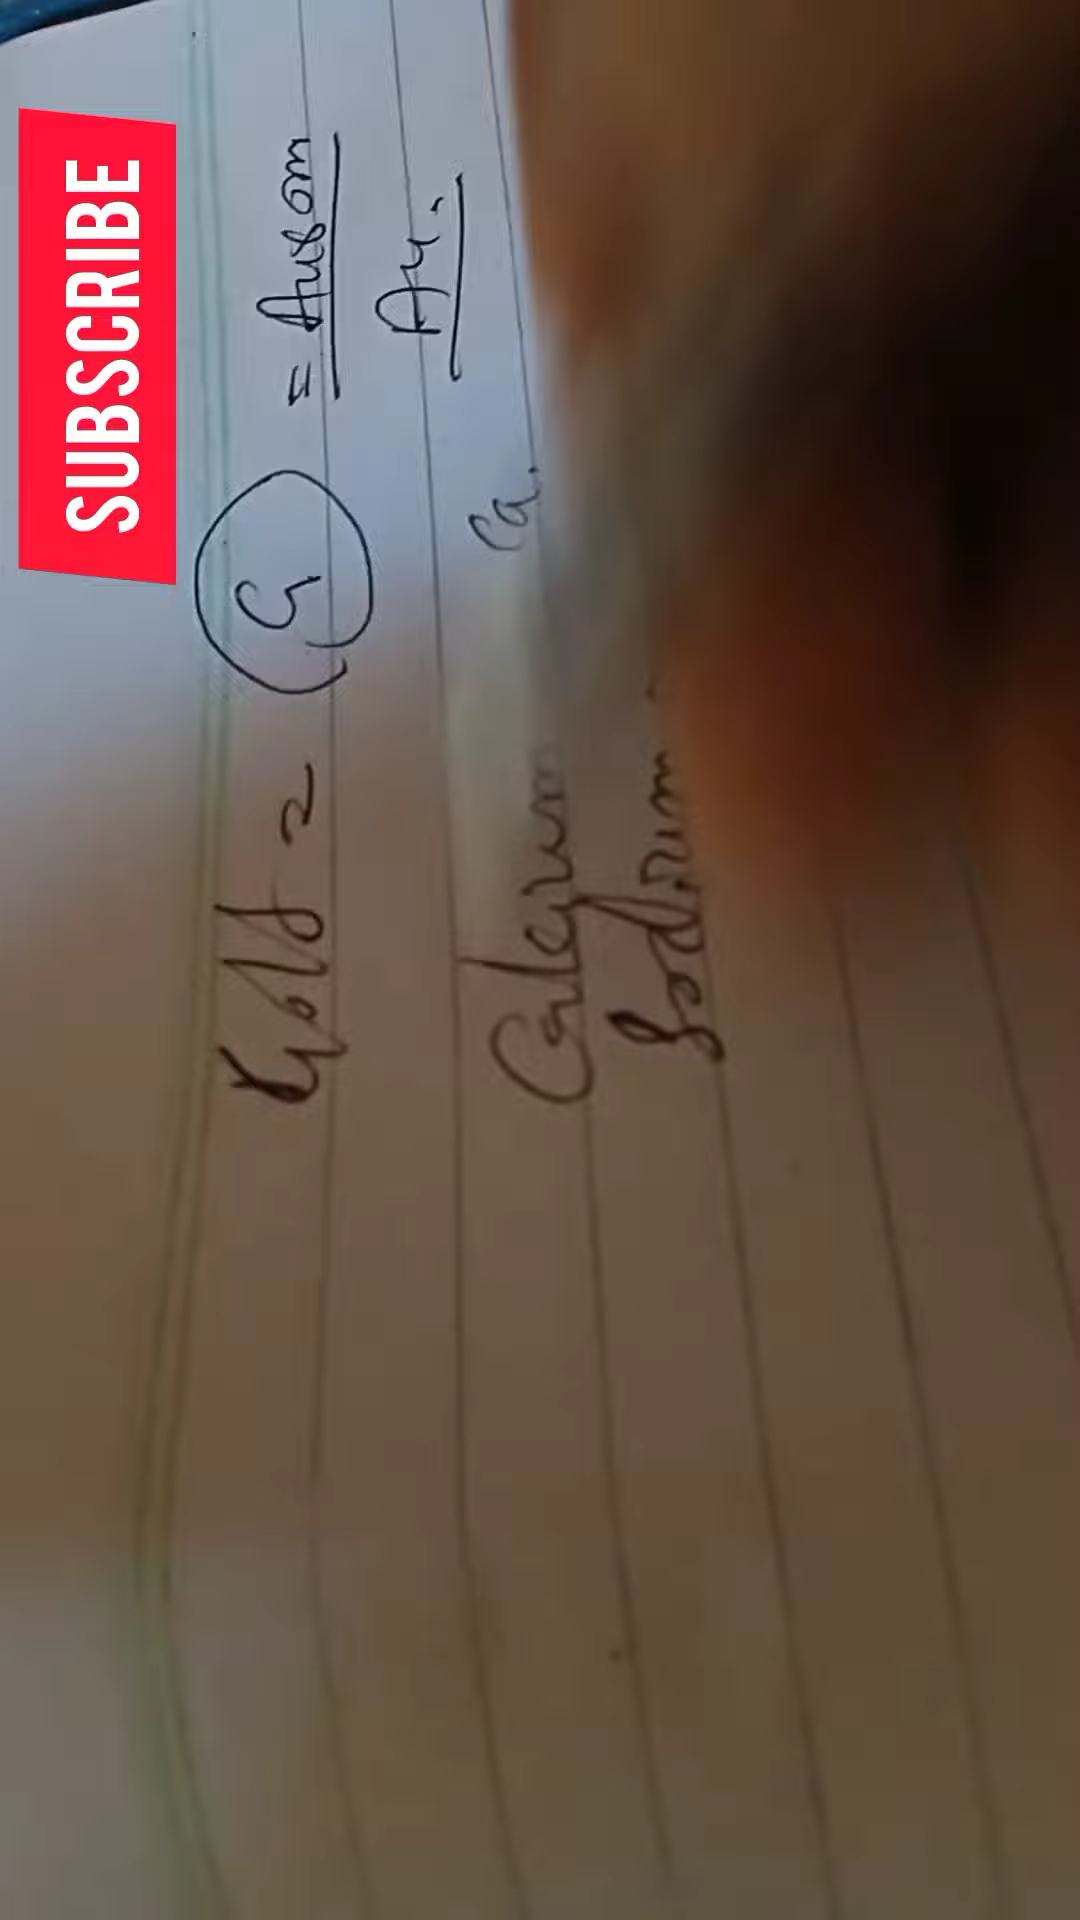 SUBSCRIBE
Gold = G = Aurom
Au.
Calcium Ca.
Sodium